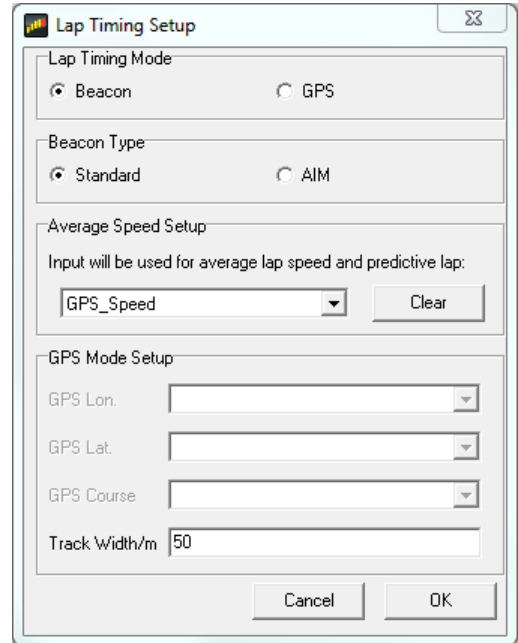 Lap Timing Setup
Lap Timing Mode
Beacon GPS
Beacon Type
Standard AIM
Average Speed Setup
Input will be used for average lap speed and predictive lap:
GPS_Speed Clear
GPS Mode Setup
GPS Lon.
GPS Lat.
GPS Course
Track Width/m 50
Cancel OK